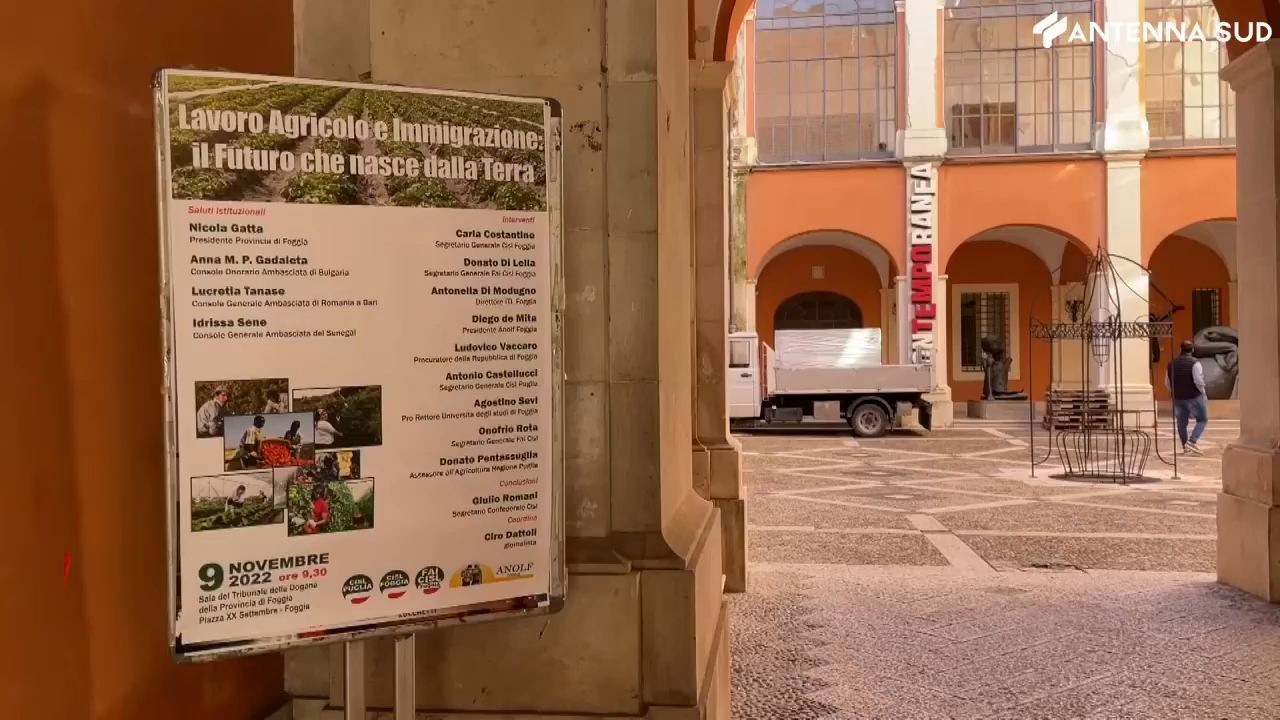 ANTENNA SUD
Lavoro Agricolo e Immigrazione:
il Futuro che nasce dalla Terra
Saluti Istituzionali
Nicola Gatta
Presidente Provincia di Foggia
Anna M. P. Gadaleta
Console Onorario Ambasciata di Bulgaria
Lucretia Tanase
Console Generale Ambasciata di Romania a Bari
Idrissa Sene
Console Generale Ambasciata del Senegal
Interventi
Carla Costantino
Segretario Generale Cisl Foggia
Donato Di Lella
Segretario Generale Fai Cisl Foggia
Antonella Di Modugno
Direttore ITL Foggia
Diego de Mita
Presidente Anolf Foggia
Ludovico Vaccaro
Procuratore della Repubblica di Foggia
Antonio Castellucci
Segretario Generale Cisl Puglia
Agostino Sevi
Pro Rettore Università degli studi di Foggia
Onofrio Rota
Segretario Generale Fai Cisl
Donato Pentassuglia
Assessore all'Agricoltura Regione Puglia
Conclusioni
Giulio Romani
Segretario Confederale Cisl
Coordina
Ciro Dattoli
giornalista
9 NOVEMBRE
2022 ore 9,30
Sala del Tribunale della Dogana
della Provincia di Foggia
Piazza XX Settembre - Foggia
CISL
PUGLIA
CISL
FOGGIA
FAI
CISL
ANOLF
ZUCCHETTI
NTEMPORANEA